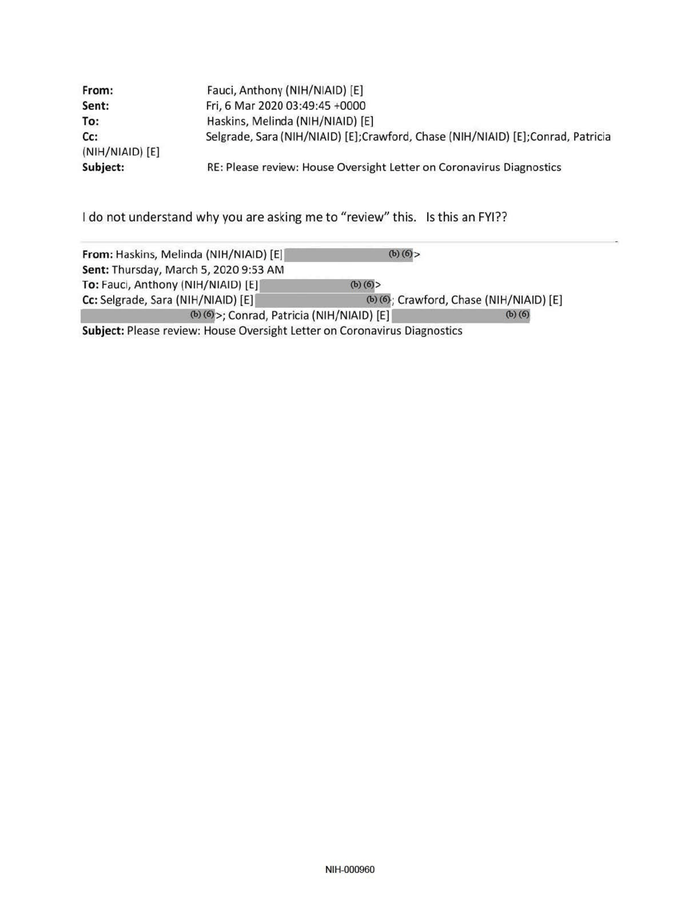 From: Fauci, Anthony (NIH/NIAID) [E]
Sent: Fri, 6 Mar 2020 03:49:45 +0000
To: Haskins, Melinda (NIH/NIAID) [E]
Cc: Selgrade, Sara (NIH/NIAID) [E];Crawford, Chase (NIH/NIAID) [E];Conrad, Patricia
(NIH/NIAID) [E]
Subject: RE: Please review: House Oversight Letter on Coronavirus Diagnostics
I do not understand why you are asking me to “review” this. Is this an FYI??
From: Haskins, Melinda (NIH/NIAID) [E] (b) (6)>
Sent: Thursday, March 5, 2020 9:53 AM
To: Fauci, Anthony (NIH/NIAID) [E] (b) (6)>
Cc: Selgrade, Sara (NIH/NIAID) [E] (b) (6); Crawford, Chase (NIH/NIAID) [E]
(b) (6)>; Conrad, Patricia (NIH/NIAID) [E] (b) (6)
Subject: Please review: House Oversight Letter on Coronavirus Diagnostics
NIH-000960